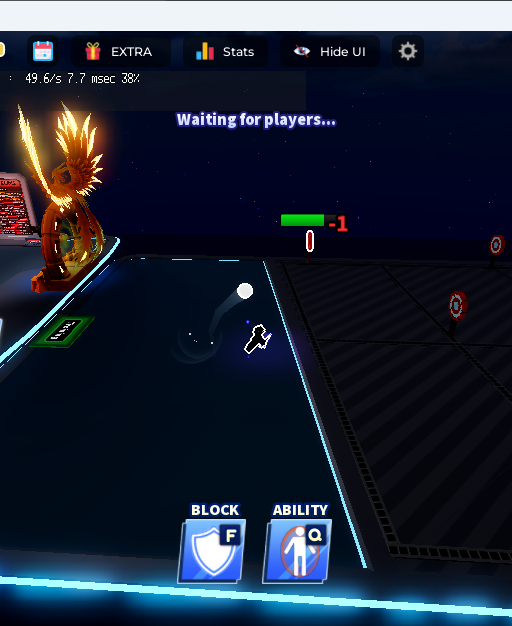 EXTRA
Stats
Hide UI
: 49.6/s 7.7 msec 38%
Waiting for players...
-1
BLOCK
ABILITY
F
Q